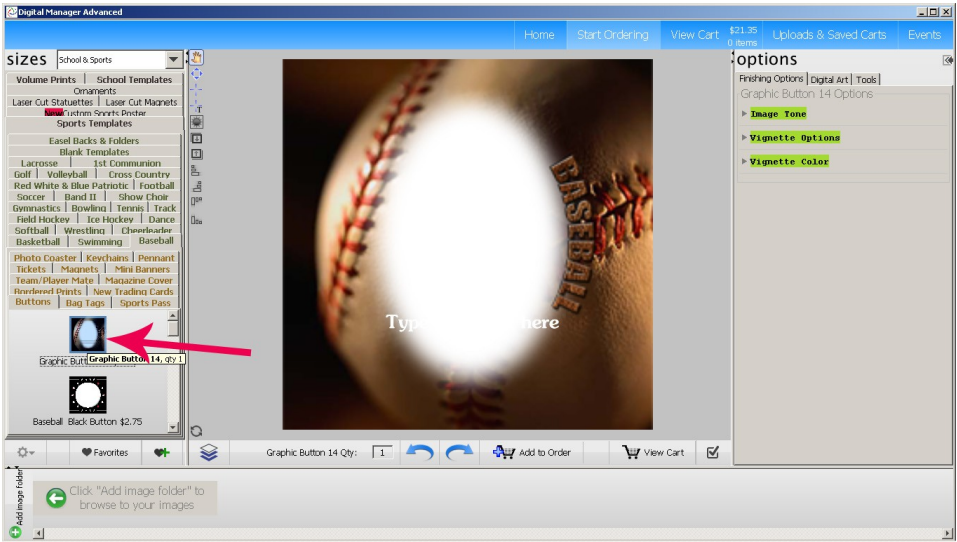 Digital Manager Advanced
Home Start Ordering View Cart $21.35 0 items Uploads & Saved Carts Events
sizes School & Sports
Volume Prints School Templates
Ornaments
Laser Cut Statuettes Laser Cut Magnets
New Custom Sports Poster
Sports Templates
Easel Backs & Folders
Blank Templates
Lacrosse 1st Communion
Golf Volleyball Cross Country
Red White & Blue Patriotic Football
Soccer Band II Show Choir
Gymnastics Bowling Tennis Track
Field Hockey Ice Hockey Dance
Softball Wrestling Cheerleader
Basketball Swimming Baseball
Photo Coaster Keychains Pennant
Tickets Magnets Mini Banners
Team/Player Mate Magazine Cover
Bordered Prints New Trading Cards
Buttons Bag Tags Sports Pass
Graphic Butt
Graphic Button 14, qty 1
Baseball Black Button $2.75
Favorites
BASEBALL
Typ here
Graphic Button 14 Qty: 1 Add to Order View Cart
options
Finishing Options Digital Art Tools
Graphic Button 14 Options
Image Tone
Vignette Options
Vignette Color
Add image folder
Click "Add image folder" to
browse to your images